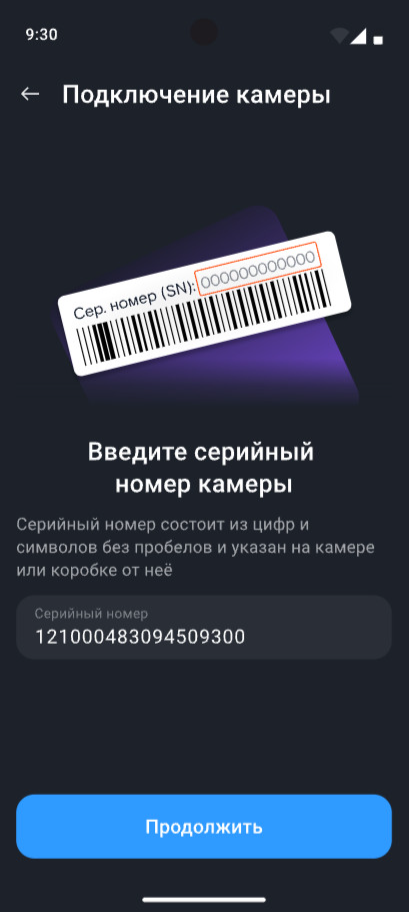 9:30
Подключение камеры
Сер. номер (SN): 000000000000
Введите серийный
номер камеры
Серийный номер состоит из цифр и
символов без пробелов и указан на камере
или коробке от неё
Серийный номер
121000483094509300
Продолжить